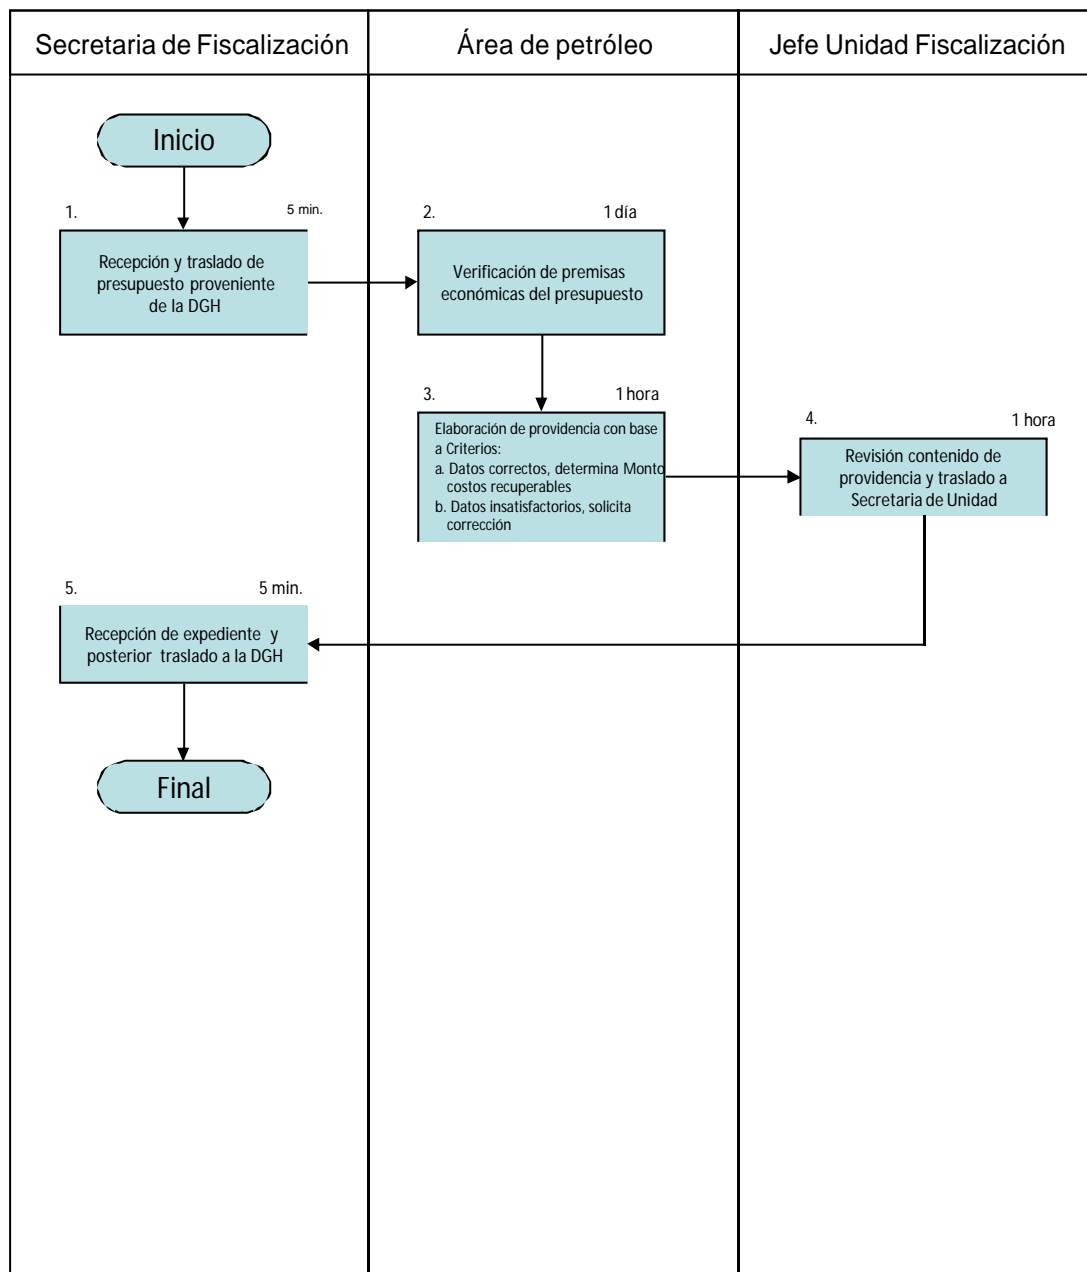 Secretaria de Fiscalización
Área de petróleo
Jefe Unidad Fiscalización
Inicio
1.
5 min.
Recepción y traslado de
presupuesto proveniente
de la DGH
2.
1 día
Verificación de premisas
económicas del presupuesto
3.
1 hora
Elaboración de providencia con base
a Criterios:
a. Datos correctos, determina Monto
costos recuperables
b. Datos insatisfactorios, solicita
corrección
4.
1 hora
Revisión contenido de
providencia y traslado a
Secretaria de Unidad
5.
5 min.
Recepción de expediente y
posterior traslado a la DGH
Final